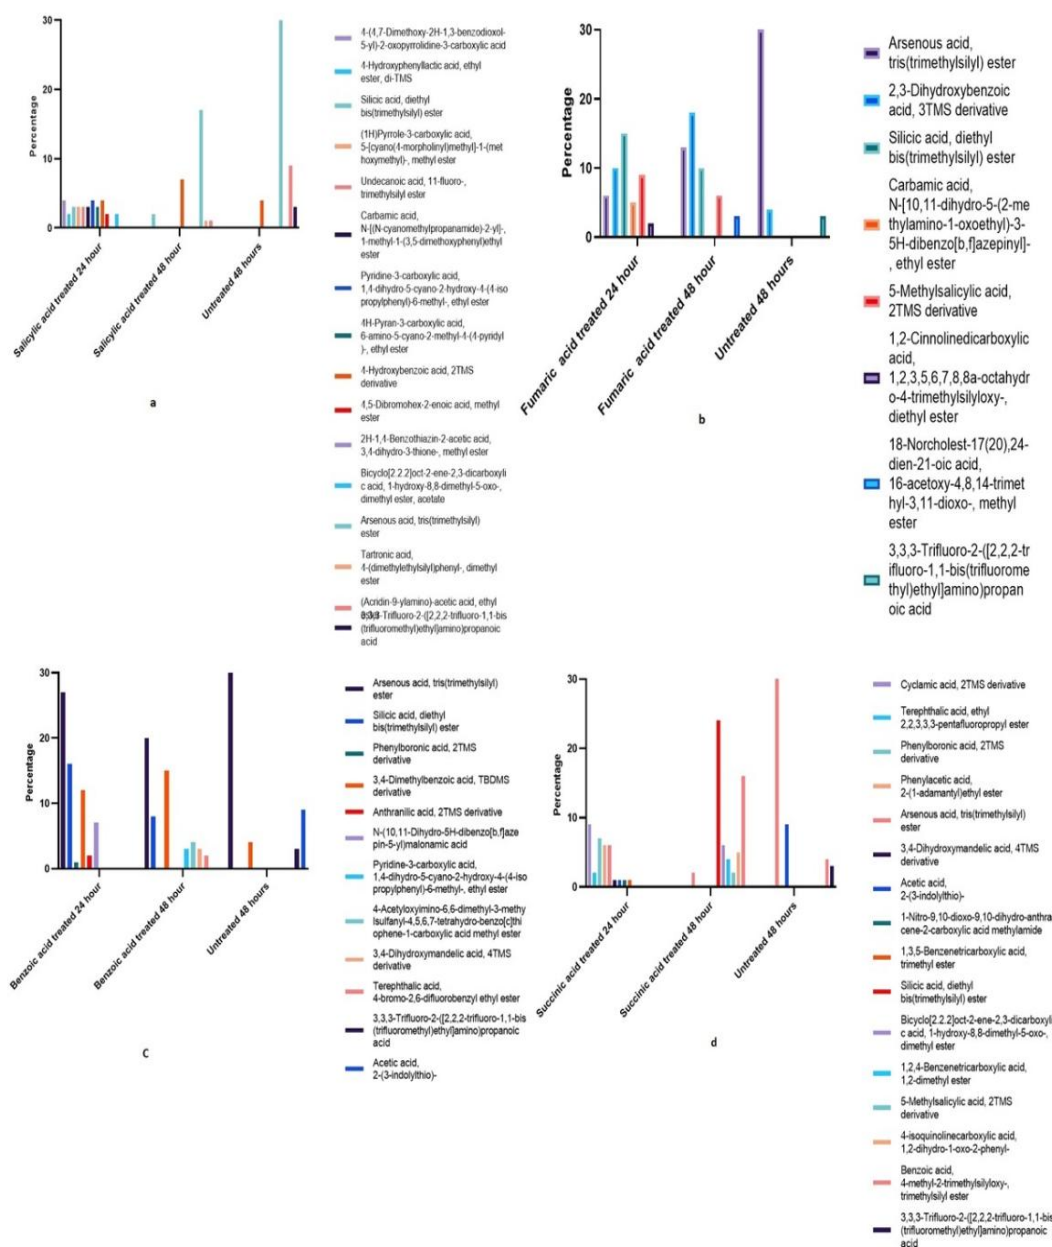 30
20
10
0
Percentage
Salicylic acid treated 24 hour
Salicylic acid treated 48 hour
Untreated 48 hours
a
4-(4,7-Dimethoxy-2H-1,3-benzodioxol-
5-yl)-2-oxopyrrolidine-3-carboxylic acid
4-Hydroxyphenyllactic acid, ethyl
ester, di-TMS
Silicic acid, diethyl
bis(trimethylsilyl) ester
(1H)Pyrrole-3-carboxylic acid,
5-[cyano(4-morpholinyl)methyl]-1-(met
hoxymethyl)-, methyl ester
Undecanoic acid, 11-fluoro-,
trimethylsilyl ester
Carbamic acid,
N-[(N-cyanomethylpropanamide)-2-yl]-,
1-methyl-1-(3,5-dimethoxyphenyl)ethyl
ester
Pyridine-3-carboxylic acid,
1,4-dihydro-5-cyano-2-hydroxy-4-(4-iso
propylphenyl)-6-methyl-, ethyl ester
4H-Pyran-3-carboxylic acid,
6-amino-5-cyano-2-methyl-4-(4-pyridyl
)-, ethyl ester
4-Hydroxybenzoic acid, 2TMS
derivative
4,5-Dibromohex-2-enoic acid, methyl
ester
2H-1,4-Benzothiazin-2-acetic acid,
3,4-dihydro-3-thione-, methyl ester
Bicyclo[2.2.2]oct-2-ene-2,3-dicarboxyli
c acid, 1-hydroxy-8,8-dimethyl-5-oxo-,
dimethyl ester, acetate
Arsenous acid, tris(trimethylsilyl)
ester
Tartronic acid,
4-(dimethylethylsilyl)phenyl-, dimethyl
ester
(Acridin-9-ylamino)-acetic acid, ethyl
3,3,3-Trifluoro-2-([2,2,2-trifluoro-1,1-bis
(trifluoromethyl)ethyl]amino)propanoic
acid
30
20
10
0
Percentage
Fumaric acid treated 24 hour
Fumaric acid treated 48 hour
Untreated 48 hours
b
Arsenous acid,
tris(trimethylsilyl) ester
2,3-Dihydroxybenzoic
acid, 3TMS derivative
Silicic acid, diethyl
bis(trimethylsilyl) ester
Carbamic acid,
N-[10,11-dihydro-5-(2-me
thylamino-1-oxoethyl)-3-
5H-dibenzo[b,f]azepinyl]-
, ethyl ester
5-Methylsalicylic acid,
2TMS derivative
1,2-Cinnolinedicarboxylic
acid,
1,2,3,5,6,7,8,8a-octahydr
o-4-trimethylsilyloxy-,
diethyl ester
18-Norcholest-17(20),24-
dien-21-oic acid,
16-acetoxy-4,8,14-trimet
hyl-3,11-dioxo-, methyl
ester
3,3,3-Trifluoro-2-([2,2,2-tr
ifluoro-1,1-bis(trifluorome
thyl)ethyl]amino)propan
oic acid
30
20
10
0
Percentage
Benzoic acid treated 24 hour
Benzoic acid treated 48 hour
Untreated 48 hours
C
Arsenous acid, tris(trimethylsilyl)
ester
Silicic acid, diethyl
bis(trimethylsilyl) ester
Phenylboronic acid, 2TMS
derivative
3,4-Dimethylbenzoic acid, TBDMS
derivative
Anthranilic acid, 2TMS derivative
N-(10,11-Dihydro-5H-dibenzo[b,f]aze
pin-5-yl)malonamic acid
Pyridine-3-carboxylic acid,
1,4-dihydro-5-cyano-2-hydroxy-4-(4-iso
propylphenyl)-6-methyl-, ethyl ester
4-Acetyloxyimino-6,6-dimethyl-3-methy
lsulfanyl-4,5,6,7-tetrahydro-benzo[c]thi
ophene-1-carboxylic acid methyl ester
3,4-Dihydroxymandelic acid, 4TMS
derivative
Terephthalic acid,
4-bromo-2,6-difluorobenzyl ethyl ester
3,3,3-Trifluoro-2-([2,2,2-trifluoro-1,1-bis
(trifluoromethyl)ethyl]amino)propanoic
acid
Acetic acid,
2-(3-indolylthio)-
30
20
10
0
Percentage
Succinic acid treated 24 hour
Succinic acid treated 48 hour
Untreated 48 hours
d
Cyclamic acid, 2TMS derivative
Terephthalic acid, ethyl
2,2,3,3,3-pentafluoropropyl ester
Phenylboronic acid, 2TMS
derivative
Phenylacetic acid,
2-(1-adamantyl)ethyl ester
Arsenous acid, tris(trimethylsilyl)
ester
3,4-Dihydroxymandelic acid, 4TMS
derivative
Acetic acid,
2-(3-indolylthio)-
1-Nitro-9,10-dioxo-9,10-dihydro-anthra
cene-2-carboxylic acid methylamide
1,3,5-Benzenetricarboxylic acid,
trimethyl ester
Silicic acid, diethyl
bis(trimethylsilyl) ester
Bicyclo[2.2.2]oct-2-ene-2,3-dicarboxyli
c acid, 1-hydroxy-8,8-dimethyl-5-oxo-,
dimethyl ester
1,2,4-Benzenetricarboxylic acid,
1,2-dimethyl ester
5-Methylsalicylic acid, 2TMS
derivative
4-isoquinolinecarboxylic acid,
1,2-dihydro-1-oxo-2-phenyl-
Benzoic acid,
4-methyl-2-trimethylsilyloxy-,
trimethylsilyl ester
3,3,3-Trifluoro-2-([2,2,2-trifluoro-1,1-bis
(trifluoromethyl)ethyl]amino)propanoic
acid